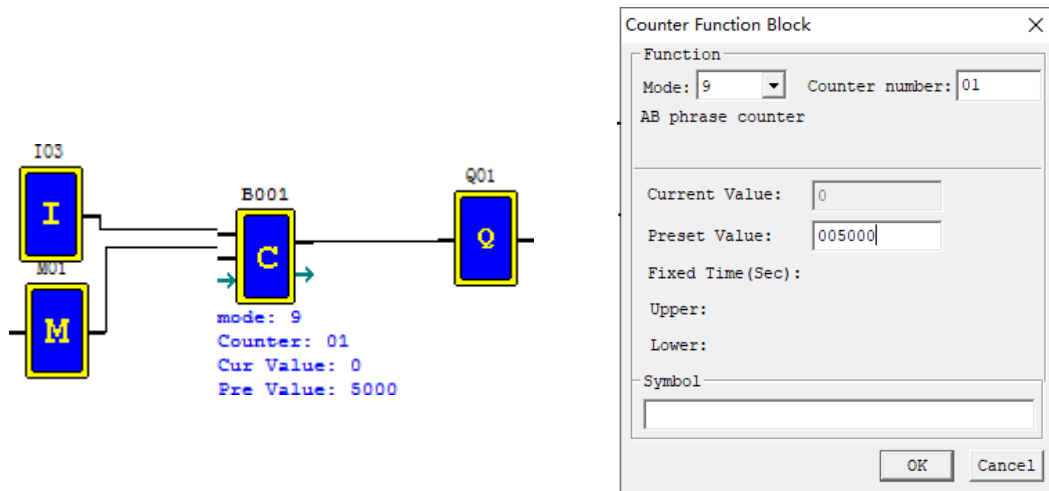 I03
I
M01
M
B001
C
mode: 9
Counter: 01
Cur Value: 0
Pre Value: 5000
Q01
Q
Counter Function Block
Function
Mode: 9 Counter number: 01
AB phrase counter
Current Value: 0
Preset Value: 005000
Fixed Time(Sec):
Upper:
Lower:
Symbol
OK Cancel